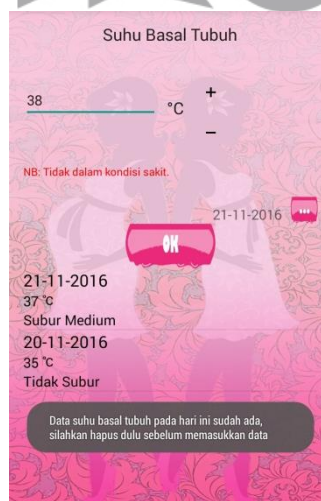 Suhu Basal Tubuh
38 °C +
−
NB: Tidak dalam kondisi sakit.
21-11-2016 ...
OK
21-11-2016
37 °C
Subur Medium
20-11-2016
35 °C
Tidak Subur
Data suhu basal tubuh pada hari ini sudah ada,
silahkan hapus dulu sebelum memasukkan data